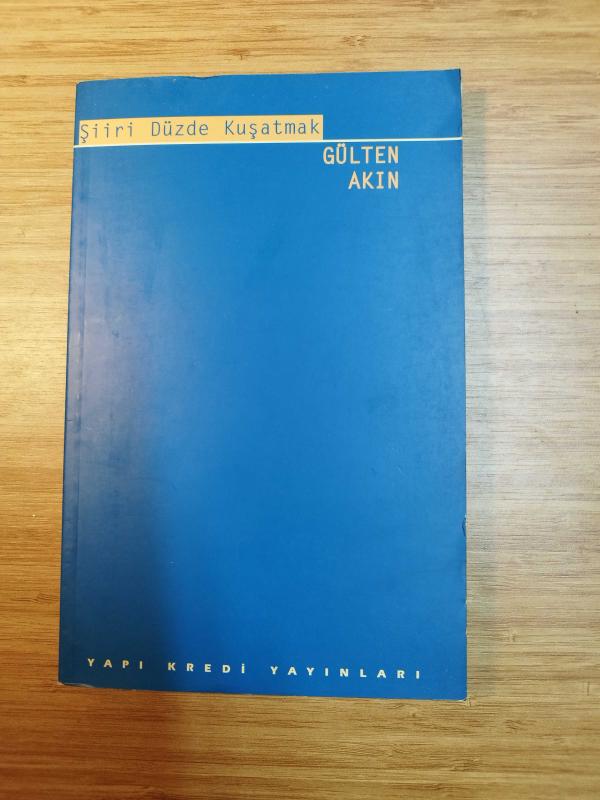 Şiiri Düzde Kuşatmak
GÜLTEN
AKIN
YAPI KREDİ YAYINLARI